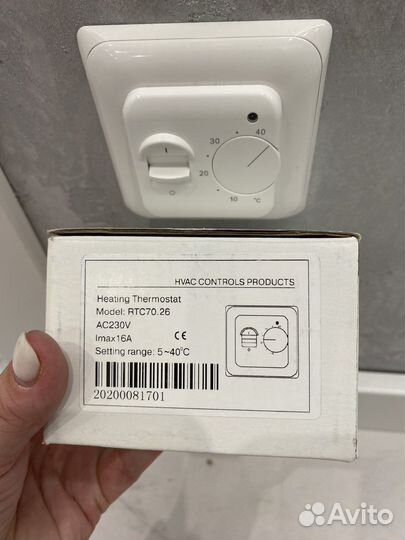 40
30
20
10 °C
HVAC CONTROLS PRODUCTS
Heating Thermostat
Model: RTC70.26
AC230V
Imax16A CE
Setting range: 5~40°C
20200081701
Avito